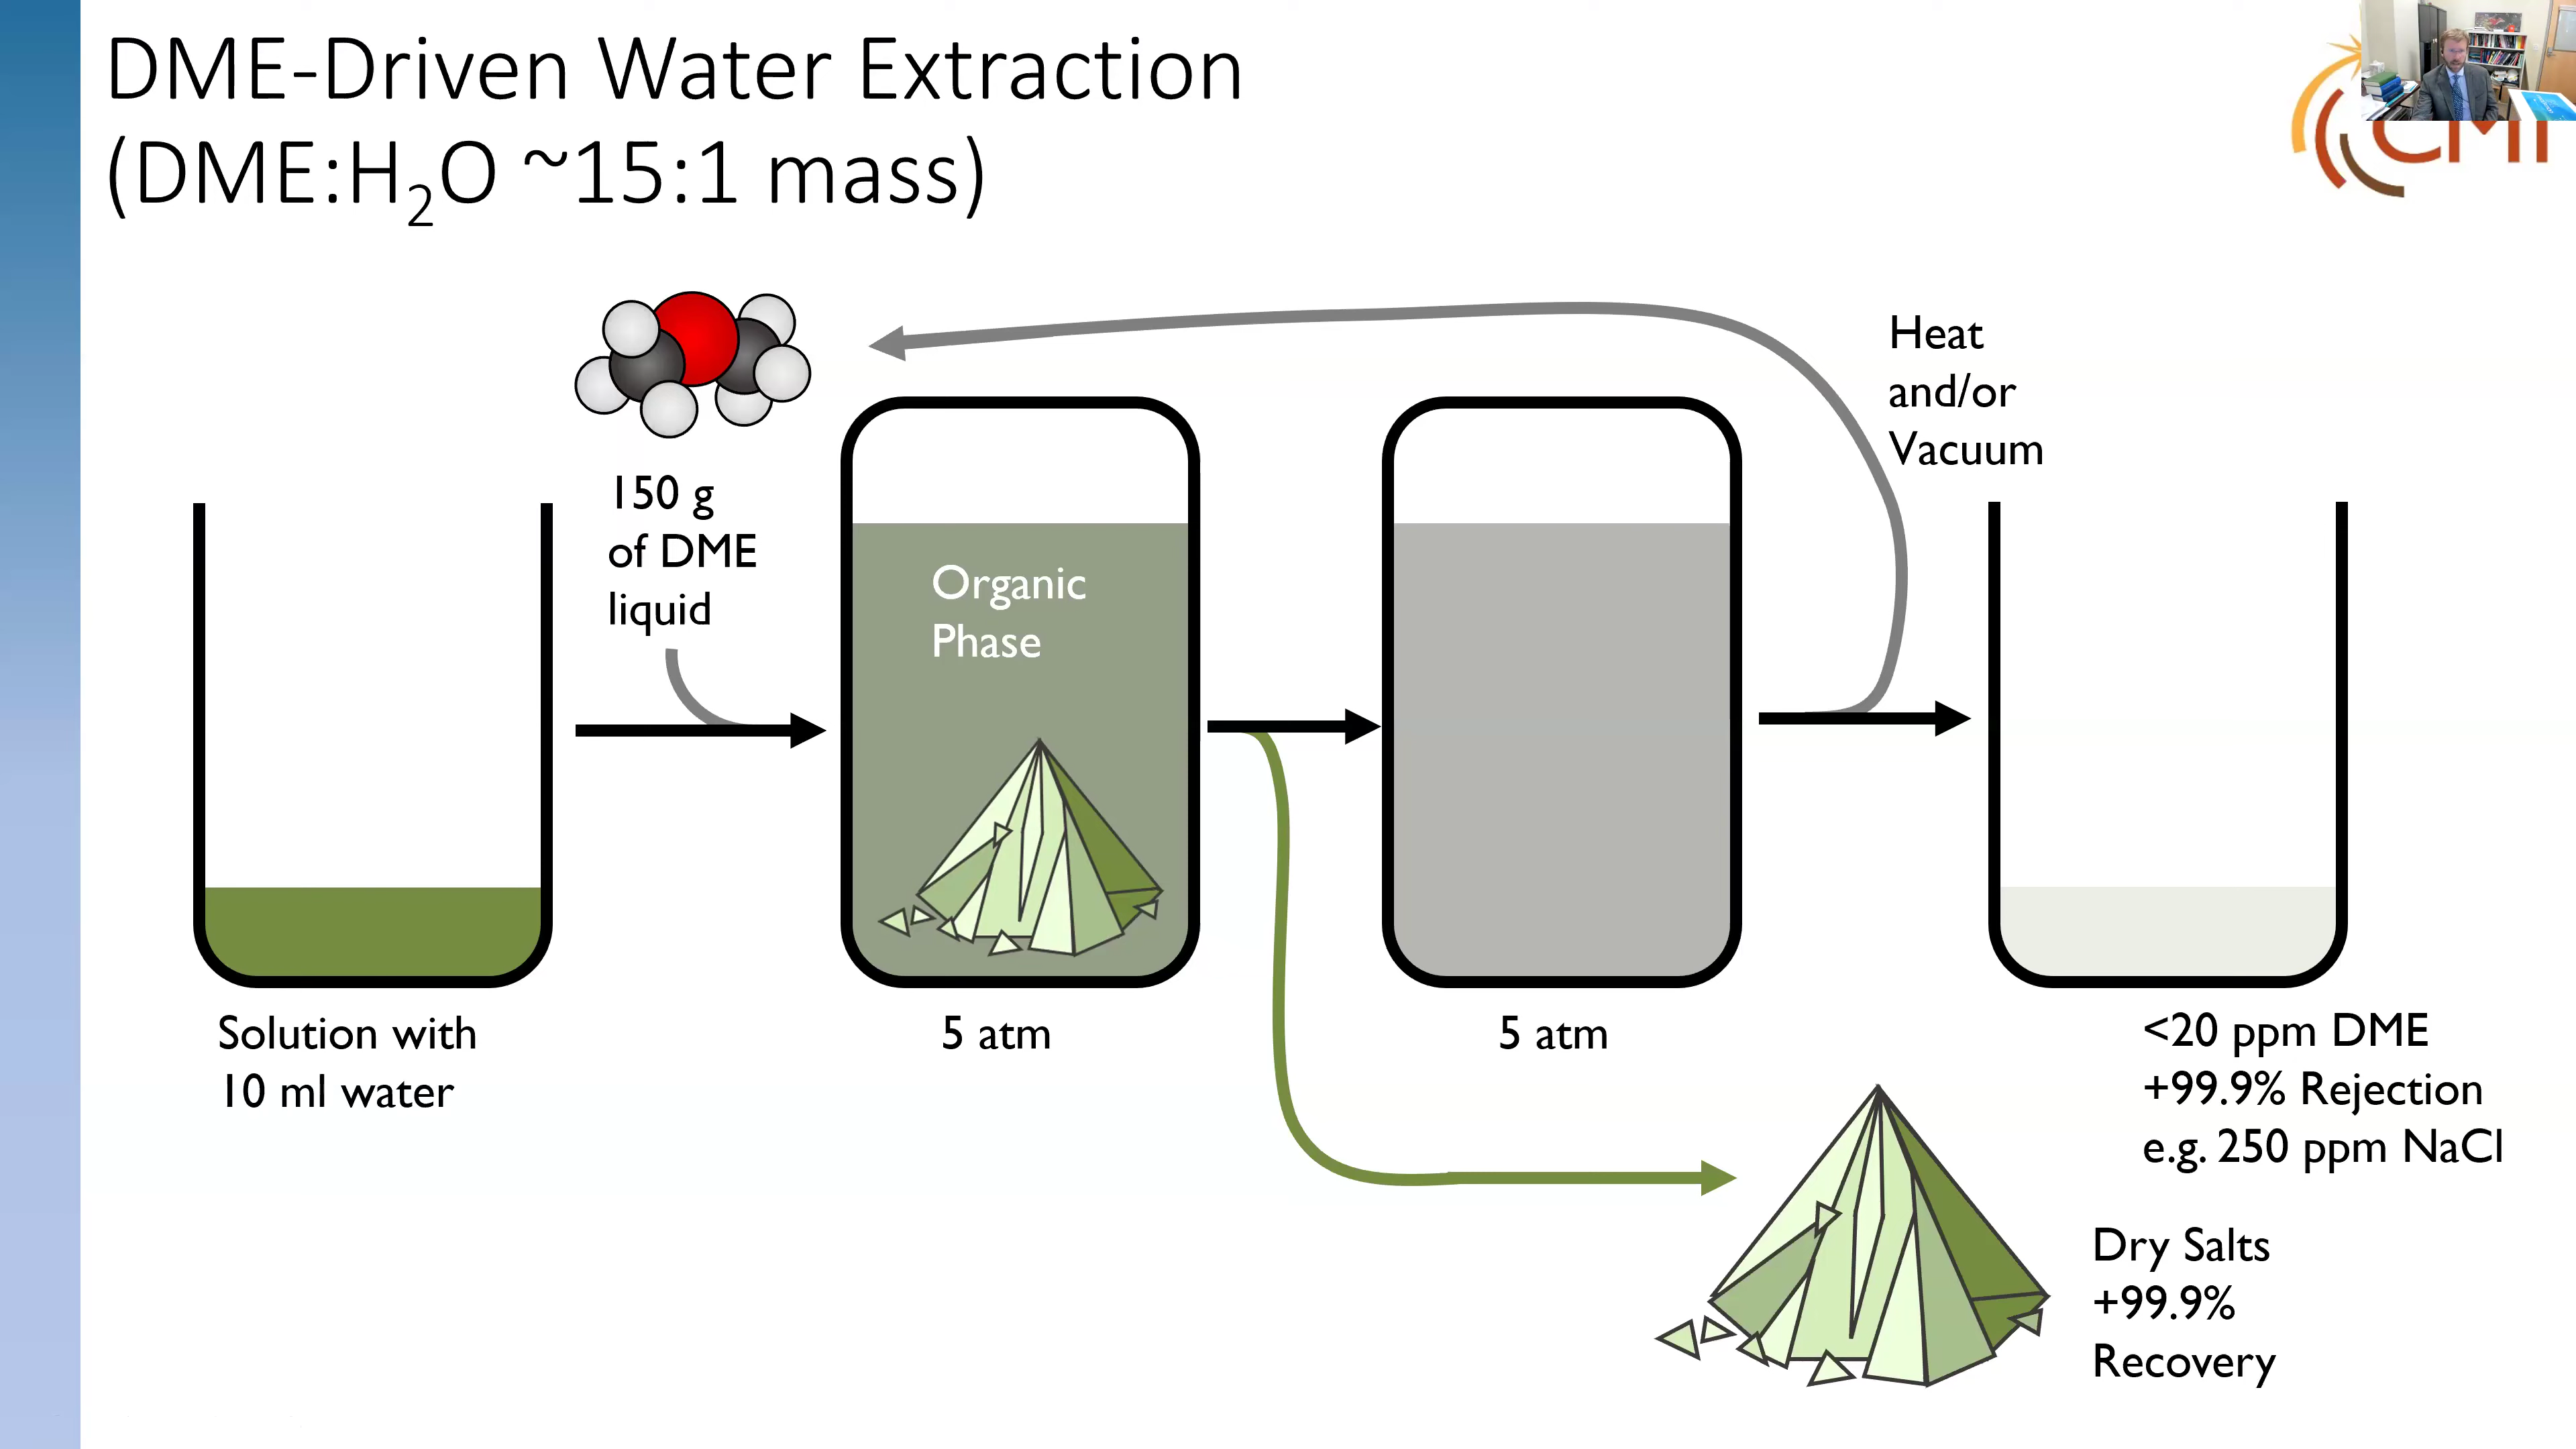 DME-Driven Water Extraction
(DME:H₂O ~15:1 mass)
CMI
Heat
and/or
Vacuum
150 g
of DME
liquid
Organic
Phase
Solution with
10 ml water
5 atm
5 atm
<20 ppm DME
+99.9% Rejection
e.g. 250 ppm NaCl
Dry Salts
+99.9%
Recovery